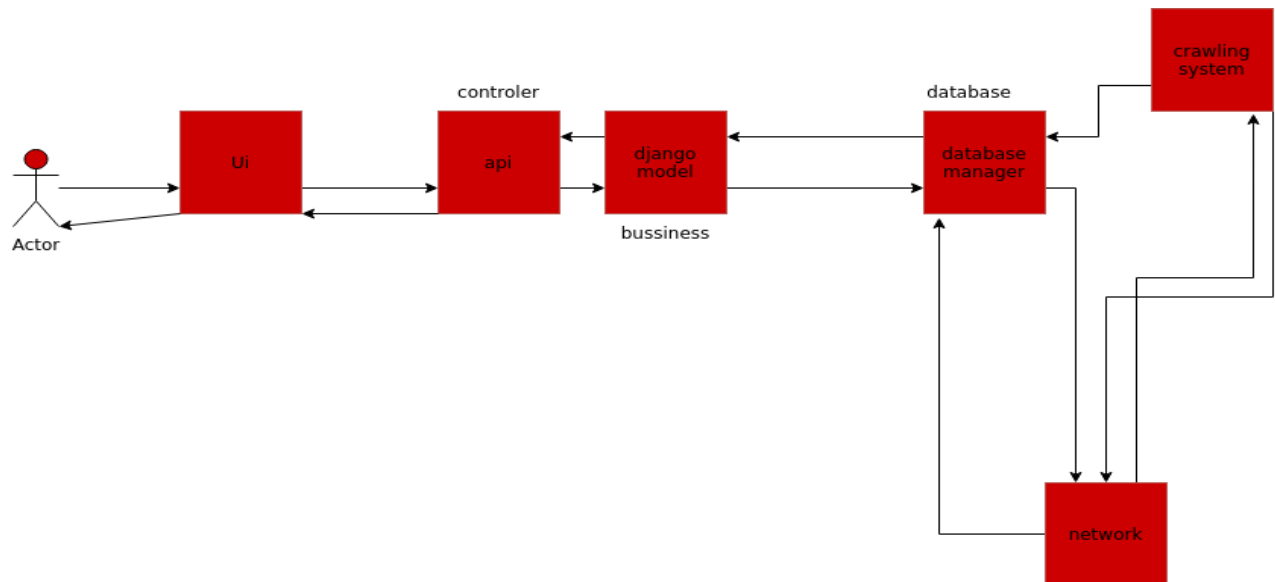 crawling
system
controler
database
Ui
api
django
model
database
manager
bussiness
Actor
network